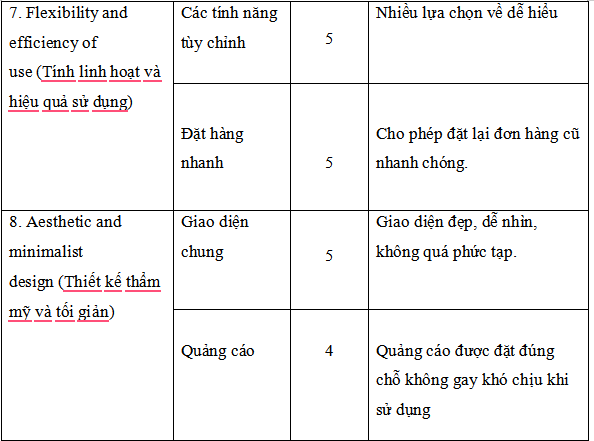 7. Flexibility and
efficiency of
use (Tính linh hoạt và
hiệu quả sử dụng)
Các tính năng
tùy chỉnh
5
Nhiều lựa chọn về dễ hiểu
Đặt hàng
nhanh
5
Cho phép đặt lại đơn hàng cũ
nhanh chóng.
8. Aesthetic and
minimalist
design (Thiết kế thẩm
mỹ và tối giản)
Giao diện
chung
5
Giao diện đẹp, dễ nhìn,
không quá phức tạp.
Quảng cáo
4
Quảng cáo được đặt đúng
chỗ không gay khó chịu khi
sử dụng